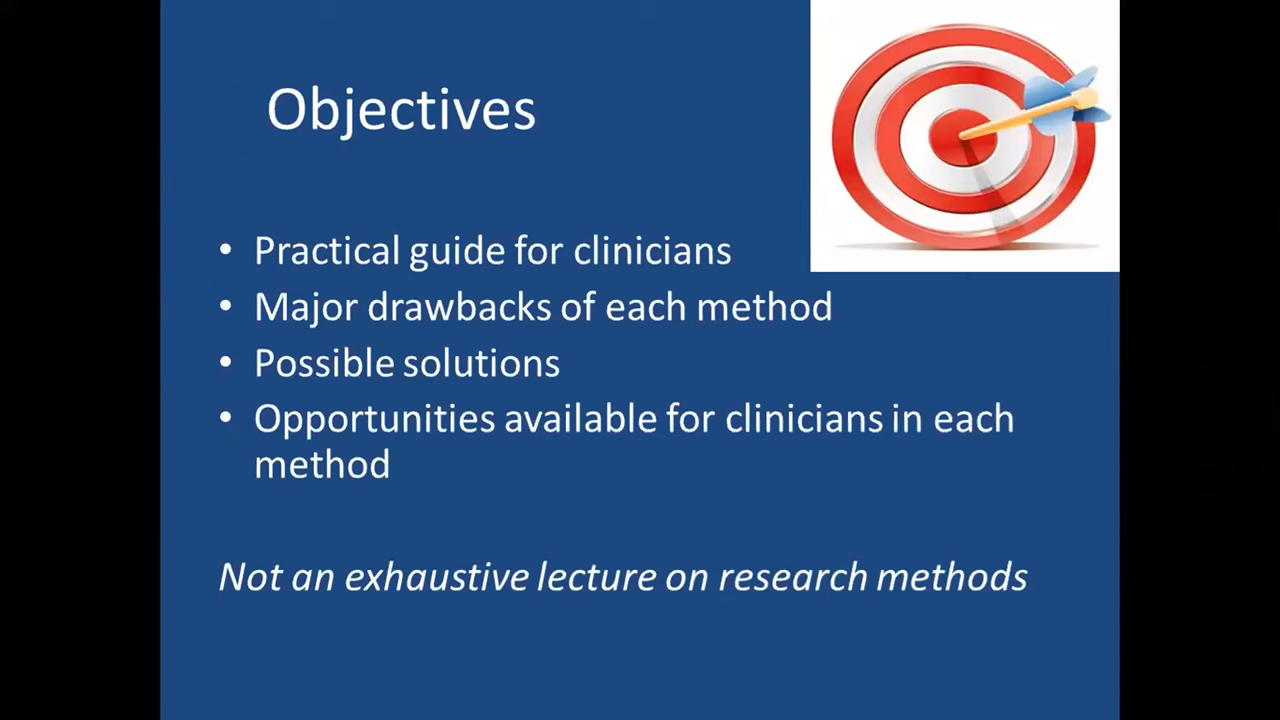 Objectives
• Practical guide for clinicians
• Major drawbacks of each method
• Possible solutions
• Opportunities available for clinicians in each
method
Not an exhaustive lecture on research methods